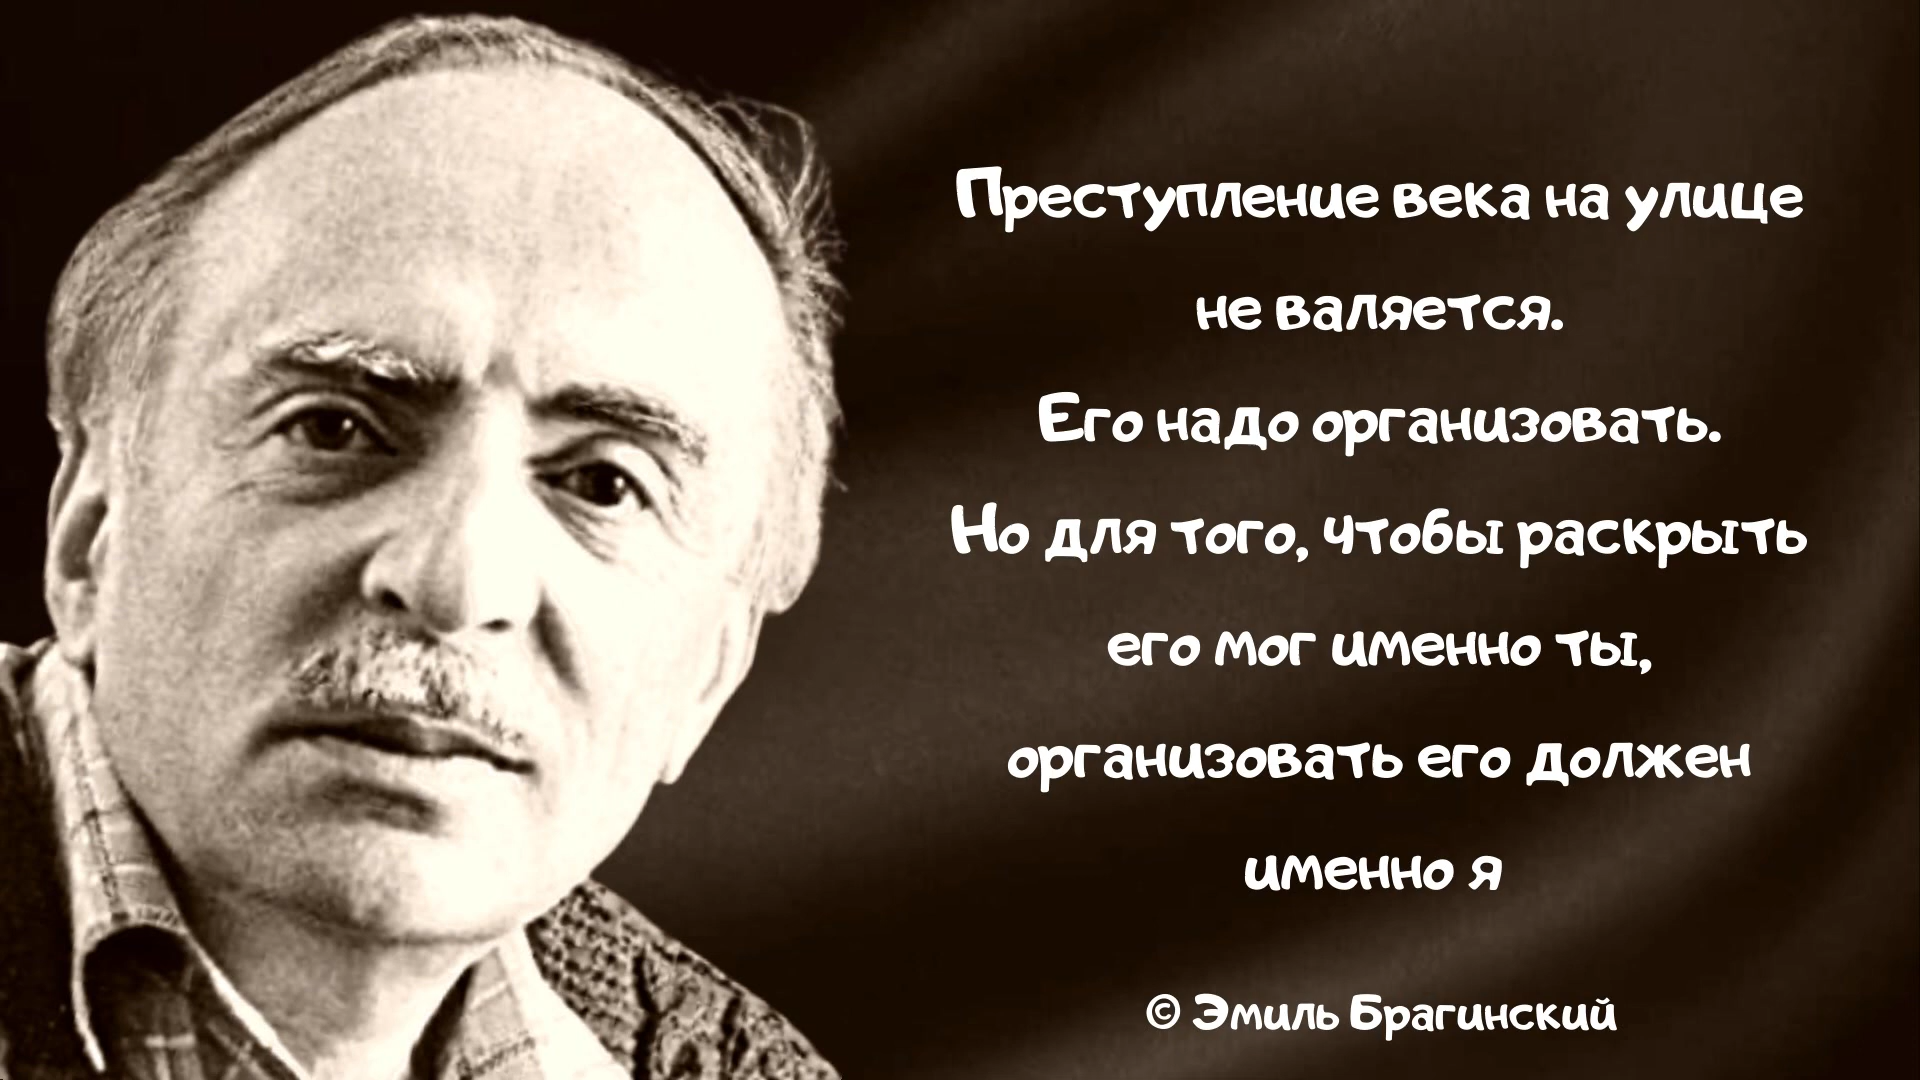 Преступление века на улице
не валяется.
Его надо организовать.
Но для того, чтобы раскрыть
его мог именно ты,
организовать его должен
именно я
© Эмиль Брагинский